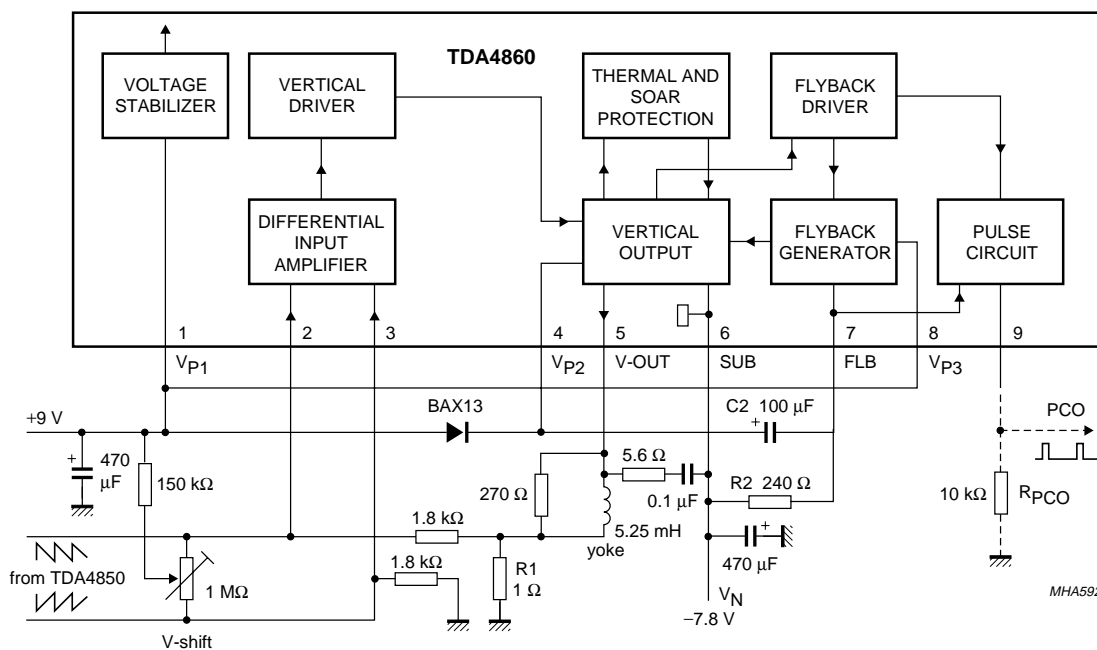 TDA4860
VOLTAGE
STABILIZER
VERTICAL
DRIVER
THERMAL AND
SOAR
PROTECTION
FLYBACK
DRIVER
DIFFERENTIAL
INPUT
AMPLIFIER
VERTICAL
OUTPUT
FLYBACK
GENERATOR
PULSE
CIRCUIT
1
2
3
4
5
6
7
8
9
VP1
VP2
V-OUT
SUB
FLB
VP3
+9 V
BAX13
C2
+
100 µF
PCO
+
470
µF
150 kΩ
270 Ω
5.6 Ω
0.1 µF
R2
240 Ω
10 kΩ
RPCO
1.8 kΩ
5.25 mH
yoke
+
470 µF
from TDA4850
1 MΩ
1.8 kΩ
R1
1 Ω
VN
−7.8 V
MHA592
V-shift